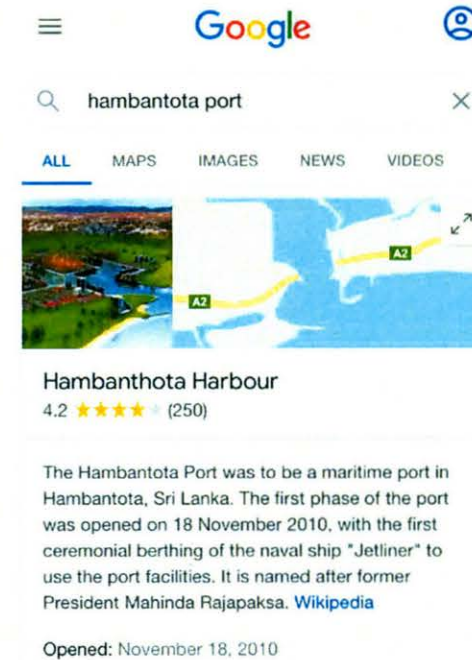 Google
hambantota port
ALL MAPS IMAGES NEWS VIDEOS
A2
A2
Hambanthota Harbour
4.2 (250)
The Hambantota Port was to be a maritime port in
Hambantota, Sri Lanka. The first phase of the port
was opened on 18 November 2010, with the first
ceremonial berthing of the naval ship "Jetliner" to
use the port facilities. It is named after former
President Mahinda Rajapaksa. Wikipedia
Opened: November 18, 2010